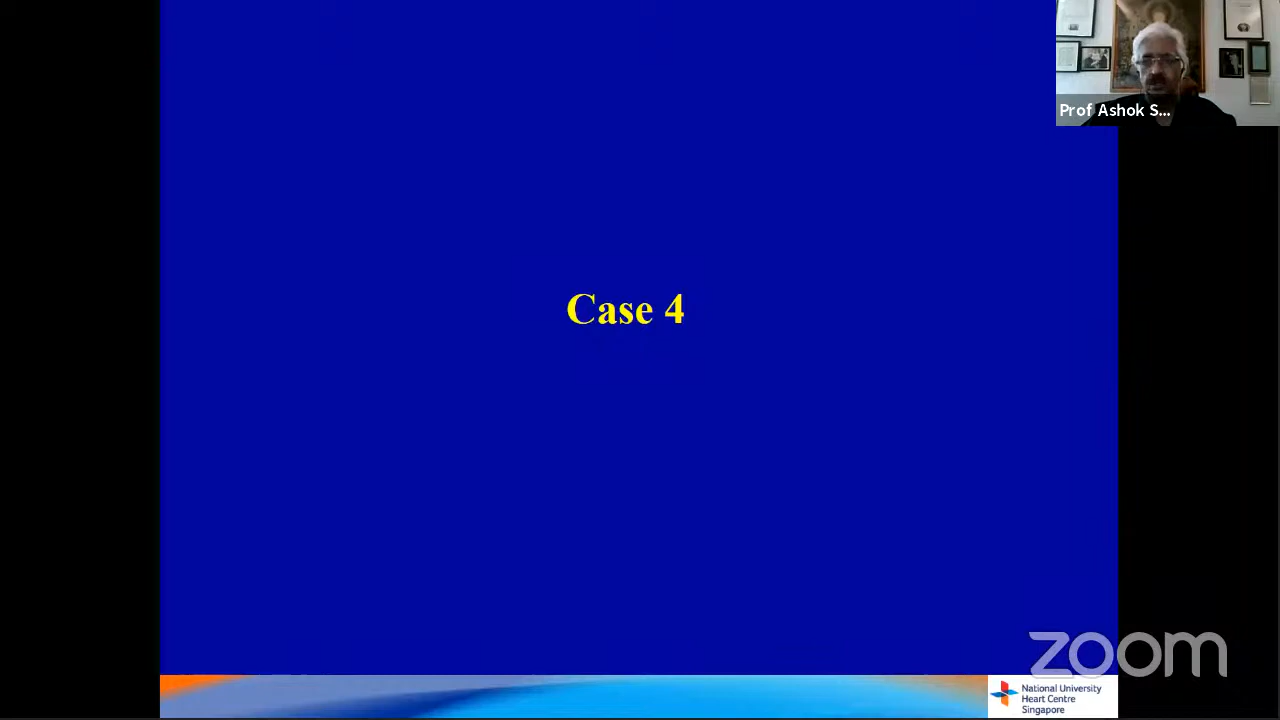 Prof Ashok S...
Case 4
zoom
National University
Heart Centre
Singapore